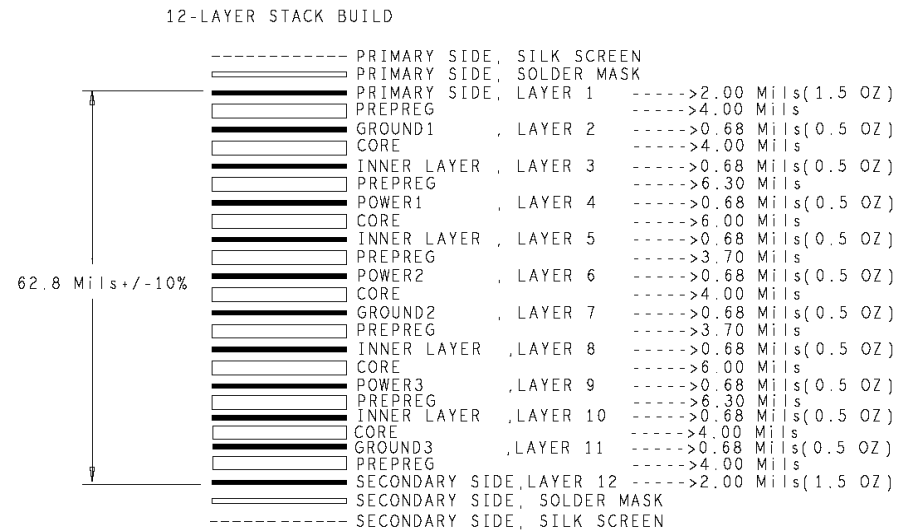 12-LAYER STACK BUILD
PRIMARY SIDE, SILK SCREEN
PRIMARY SIDE, SOLDER MASK
PRIMARY SIDE, LAYER 1 ----->2.00 Mils(1.5 OZ)
PREPREG ----->4.00 Mils
GROUND1 , LAYER 2 ----->0.68 Mils(0.5 OZ)
CORE ----->4.00 Mils
INNER LAYER , LAYER 3 ----->0.68 Mils(0.5 OZ)
PREPREG ----->6.30 Mils
POWER1 , LAYER 4 ----->0.68 Mils(0.5 OZ)
CORE ----->6.00 Mils
INNER LAYER , LAYER 5 ----->0.68 Mils(0.5 OZ)
PREPREG ----->3.70 Mils
POWER2 , LAYER 6 ----->0.68 Mils(0.5 OZ)
62.8 Mils+/-10%
CORE ----->4.00 Mils
GROUND2 , LAYER 7 ----->0.68 Mils(0.5 OZ)
PREPREG ----->3.70 Mils
INNER LAYER ,LAYER 8 ----->0.68 Mils(0.5 OZ)
CORE ----->6.00 Mils
POWER3 ,LAYER 9 ----->0.68 Mils(0.5 OZ)
PREPREG ----->6.30 Mils
INNER LAYER ,LAYER 10 ----->0.68 Mils(0.5 OZ)
CORE ----->4.00 Mils
GROUND3 ,LAYER 11 ----->0.68 Mils(0.5 OZ)
PREPREG ----->4.00 Mils
SECONDARY SIDE,LAYER 12 ----->2.00 Mils(1.5 OZ)
SECONDARY SIDE, SOLDER MASK
SECONDARY SIDE, SILK SCREEN